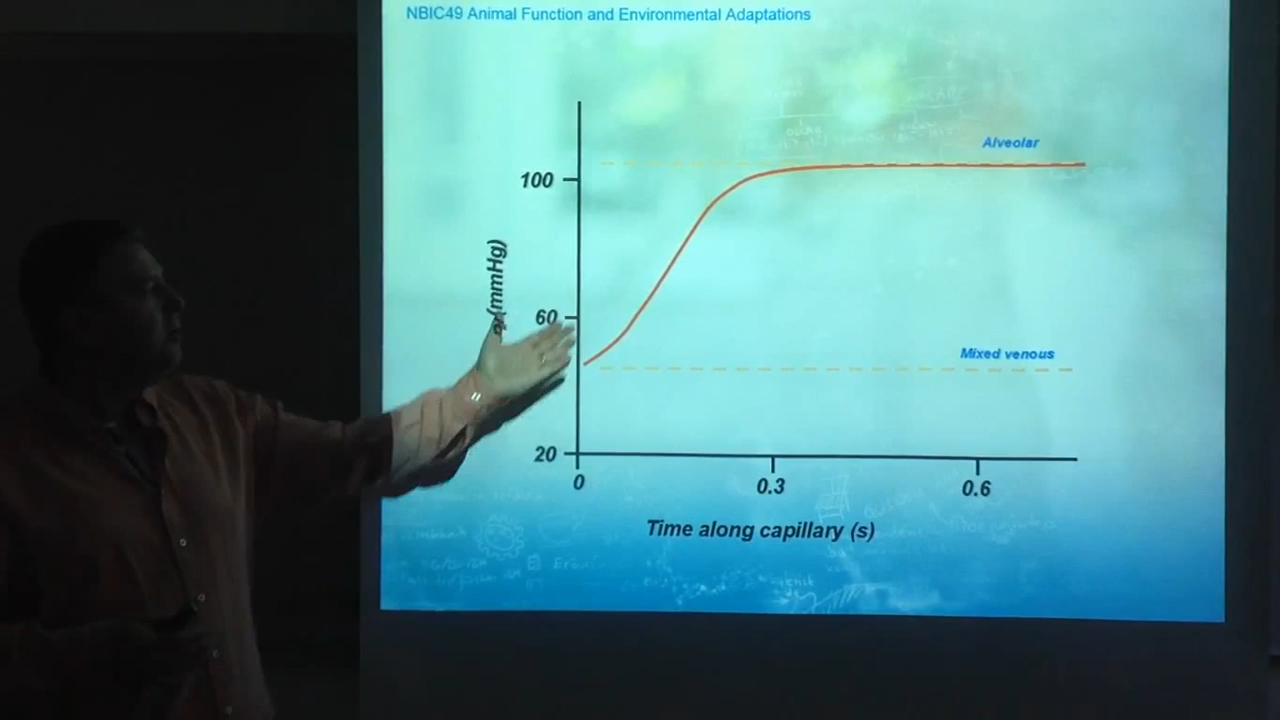 NBIC49 Animal Function and Environmental Adaptations
Alveolar
100
(mmHg)
60
Mixed venous
20
0
0.3
0.6
Time along capillary (s)